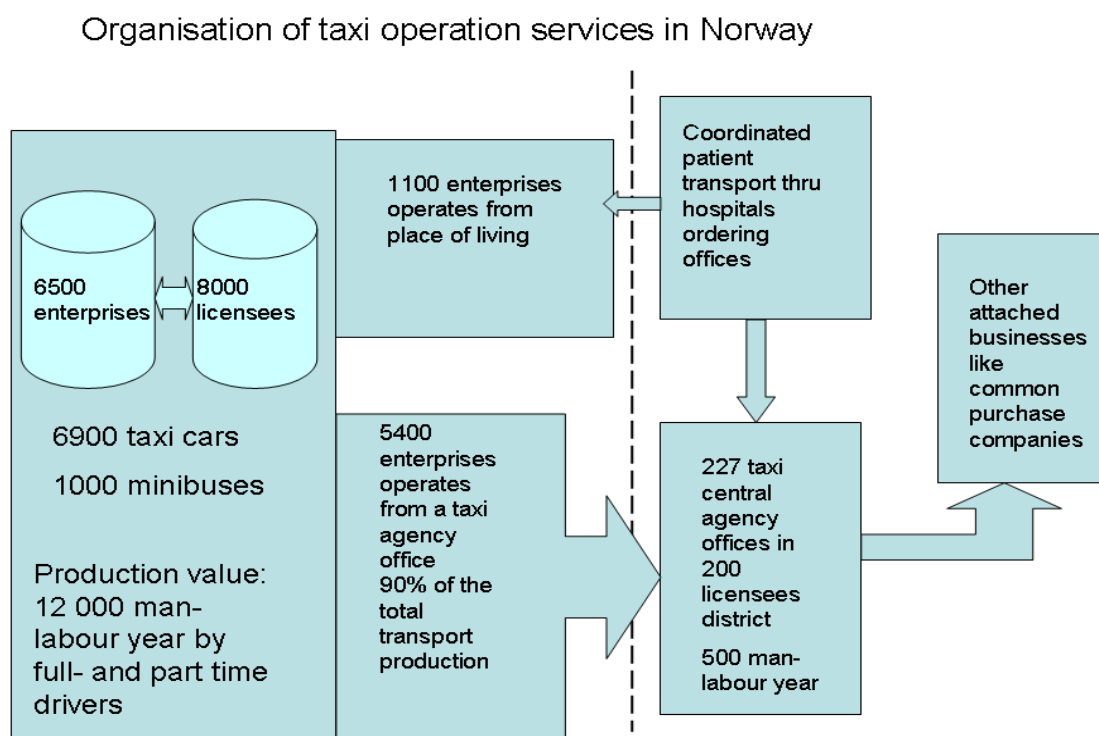 Organisation of taxi operation services in Norway
6500
enterprises
8000
licensees
6900 taxi cars
1000 minibuses
Production value:
12 000 man-
labour year by
full- and part time
drivers
1100 enterprises
operates from
place of living
5400
enterprises
operates
from a taxi
agency
office
90% of the
total
transport
production
Coordinated
patient
transport thru
hospitals
ordering
offices
227 taxi
central
agency
offices in
200
licensees
district
500 man-
labour year
Other
attached
businesses
like
common
purchase
companies